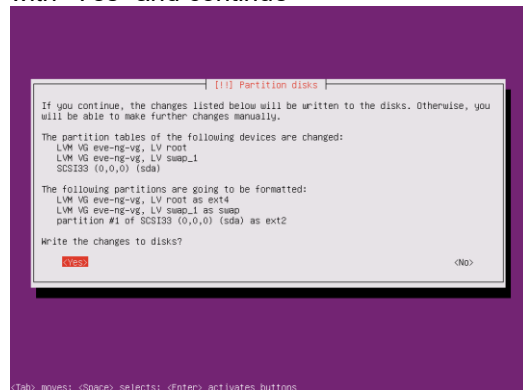 with "Yes" and continue
[!!] Partition disks
If you continue, the changes listed below will be written to the disks. Otherwise, you
will be able to make further changes manually.
The partition tables of the following devices are changed:
LVM VG eve-ng-vg, LV root
LVM VG eve-ng-vg, LV swap_1
SCSI33 (0,0,0) (sda)
The following partitions are going to be formatted:
LVM VG eve-ng-vg, LV root as ext4
LVM VG eve-ng-vg, LV swap_1 as swap
partition #1 of SCSI33 (0,0,0) (sda) as ext2
Write the changes to disks?
<Yes> <No>
<Tab> moves; <Space> selects; <Enter> activates buttons